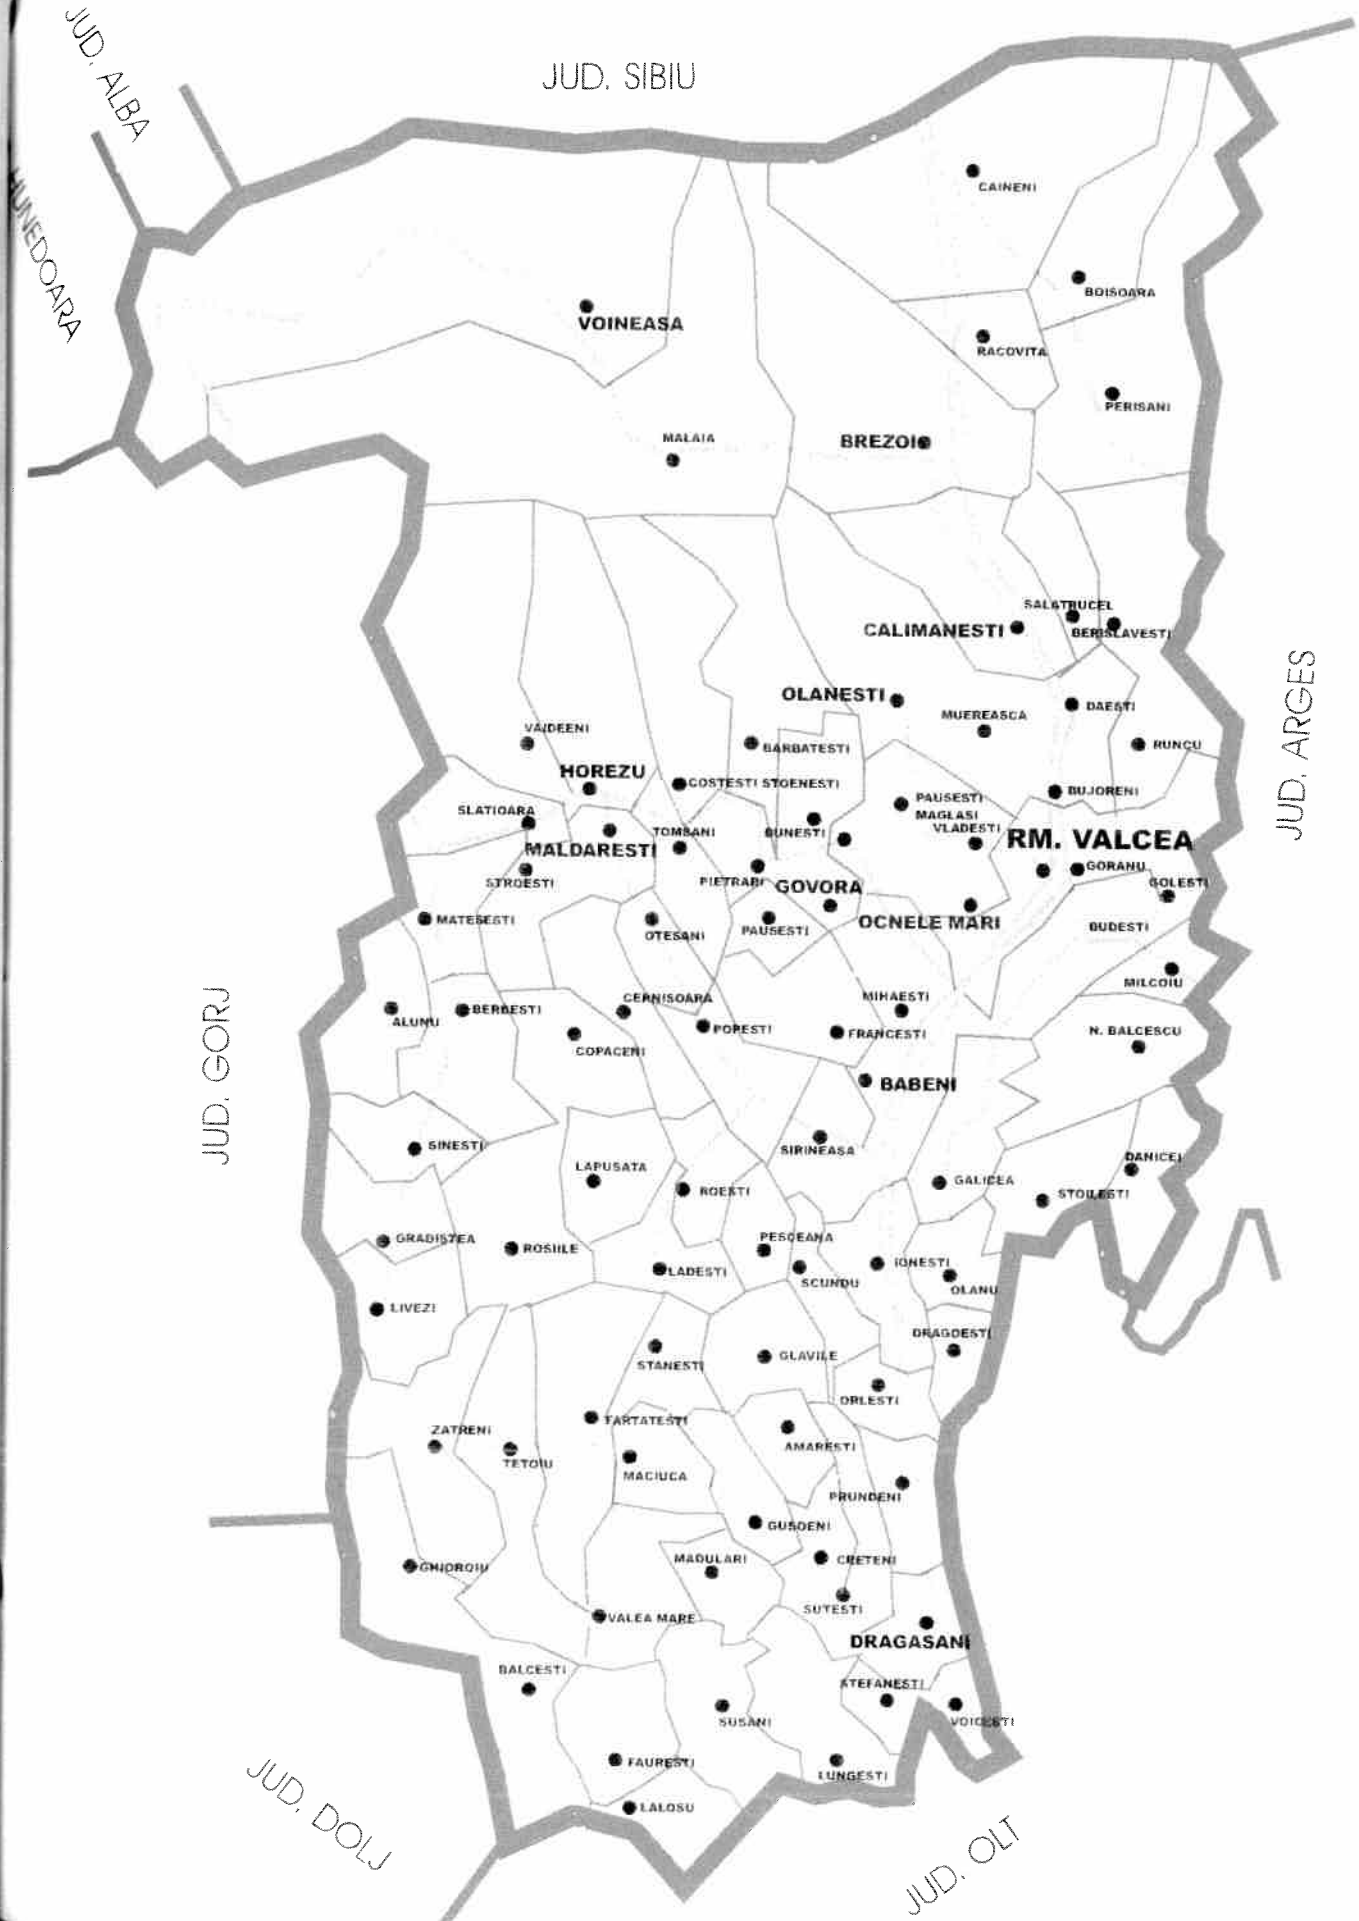 JUD. ALBA
JUD. SIBIU
HUNEDOARA
CAINENI
BOISOARA
VOINEASA
RACOVITA
PERISANI
MALAIA
BREZOI
SALATRUCEL
CALIMANESTI
BERISLAVESTI
OLANESTI
DAESTI
MUEREASCA
VAIDEENI
BARBATESTI
RUNCU
HOREZU
COSTESTI STOENESTI
BUJORENI
PAUSESTI
MAGLASI
SLATIOARA
TOMSANI
BUNESTI
VLADESTI
RM. VALCEA
MALDARESTI
GORANU
STROESTI
PIETRARI
GOVORA
GOLESTI
MATEESTI
OTESANI
PAUSESTI
OCNELE MARI
BUDESTI
MILCOIU
CERNISOARA
MIHAESTI
ALUNU
BERBESTI
POPESTI
FRANCESTI
N. BALCESCU
COPACENI
BABENI
JUD. GORJ
JUD. ARGES
SINESTI
SIRINEASA
DANICEI
LAPUSATA
ROESTI
GALICEA
STOILESTI
GRADISTEA
ROSIILE
PESCEANA
LADESTI
SCUNDU
IONESTI
OLANU
LIVEZI
DRAGOESTI
STANESTI
GLAVILE
ORLESTI
ZATRENI
FARTATESTI
TETOIU
MACIUCA
AMARESTI
PRUNDENI
GUSOENI
GHIOROIU
MADULARI
CRETENI
SUTESTI
VALEA MARE
DRAGASANI
BALCESTI
STEFANESTI
SUSANI
VOICESTI
FAURESTI
LUNGESTI
LALOSU
JUD. DOLJ
JUD. OLT